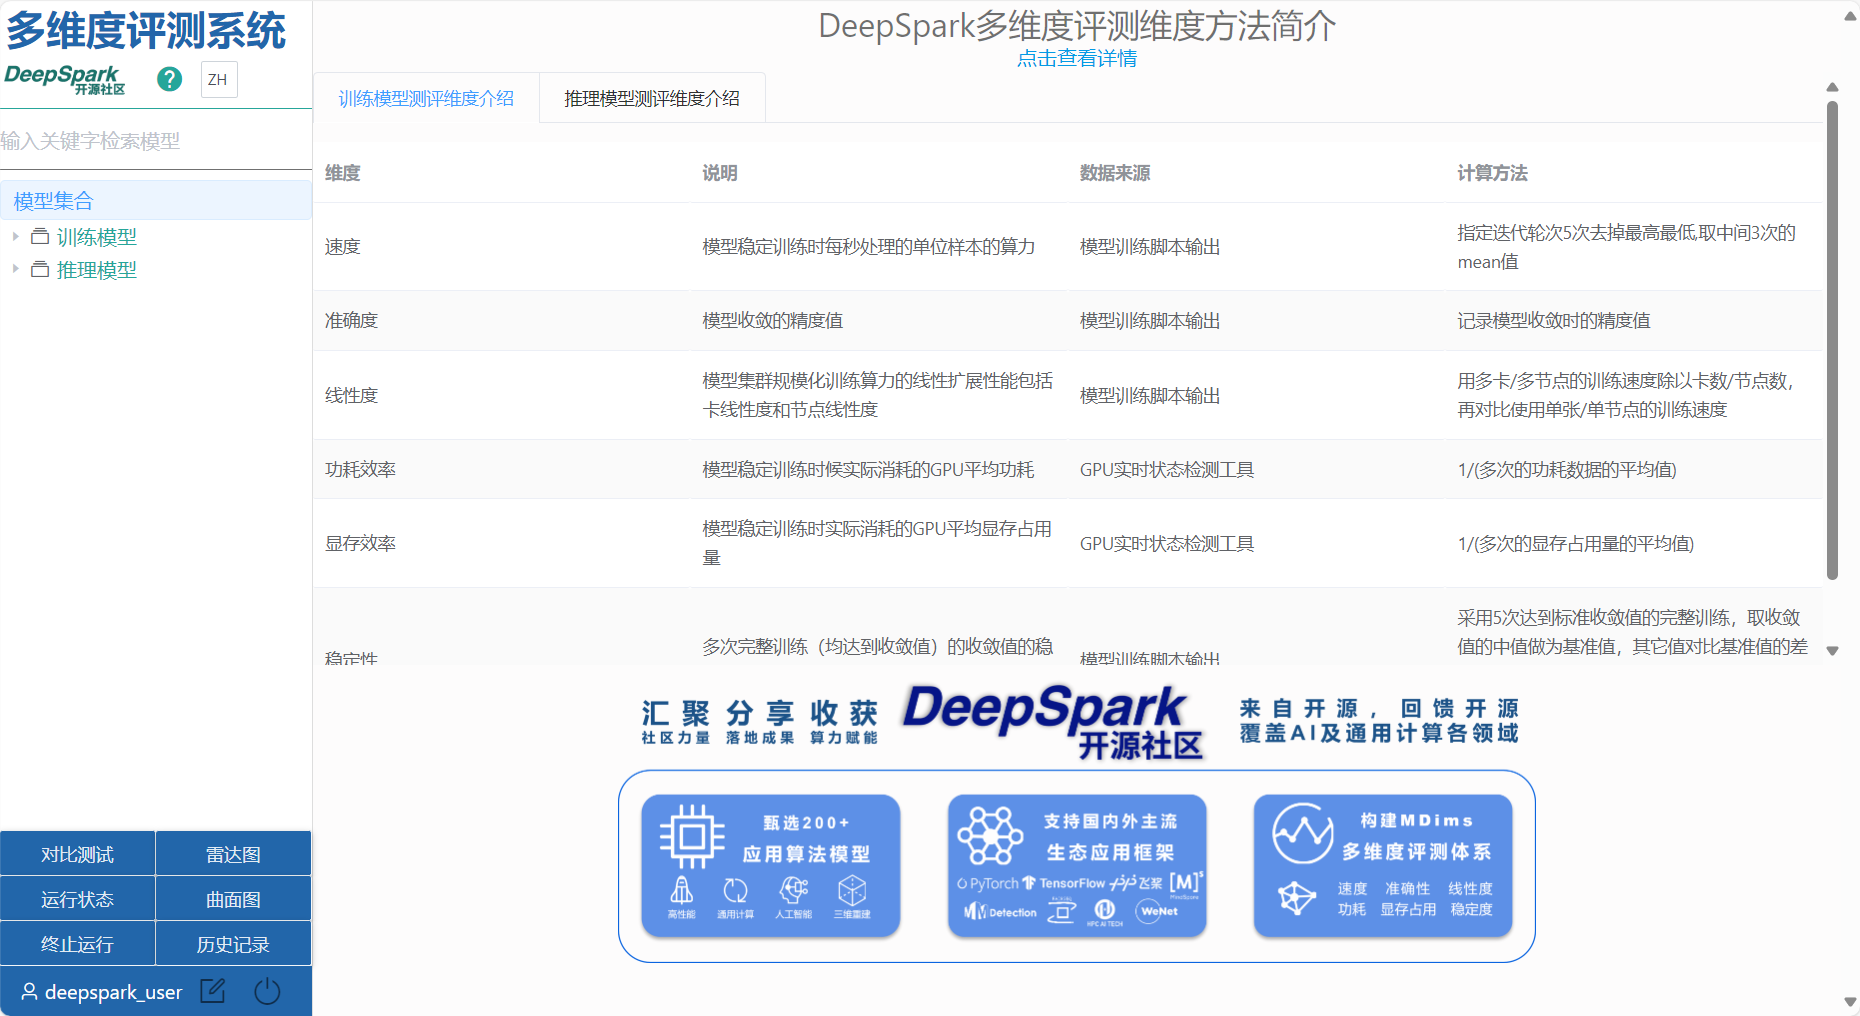 多维度评测系统
DeepSpark
开源社区
?
ZH
输入关键字检索模型
模型集合
训练模型
推理模型
对比测试
雷达图
运行状态
曲面图
终止运行
历史记录
deepspark_user
DeepSpark多维度评测维度方法简介
点击查看详情
训练模型测评维度介绍
推理模型测评维度介绍
维度
说明
数据来源
计算方法
速度
模型稳定训练时每秒处理的单位样本的算力
模型训练脚本输出
指定迭代轮次5次去掉最高最低,取中间3次的
mean值
准确度
模型收敛的精度值
模型训练脚本输出
记录模型收敛时的精度值
线性度
模型集群规模化训练算力的线性扩展性能包括
卡线性度和节点线性度
模型训练脚本输出
用多卡/多节点的训练速度除以卡数/节点数，
再对比使用单张/单节点的训练速度
功耗效率
模型稳定训练时候实际消耗的GPU平均功耗
GPU实时状态检测工具
1/(多次的功耗数据的平均值)
显存效率
模型稳定训练时实际消耗的GPU平均显存占用
量
GPU实时状态检测工具
1/(多次的显存占用量的平均值)
稳定性
多次完整训练（均达到收敛值）的收敛值的稳
模型训练脚本输出
采用5次达到标准收敛值的完整训练，取收敛
值的中值做为基准值，其它值对比基准值的差
汇聚 分享 收获
社区力量 落地成果 算力赋能
DeepSpark
开源社区
来自开源，回馈开源
覆盖AI及通用计算各领域
甄选200+
应用算法模型
高性能
通用计算
人工智能
三维重建
支持国内外主流
生态应用框架
PyTorch
TensorFlow
飞桨
[M]s
MindSpore
MMDetection
HPC AI TECH
WeNet
构建MDims
多维度评测体系
速度 准确性 线性度
功耗 显存占用 稳定度